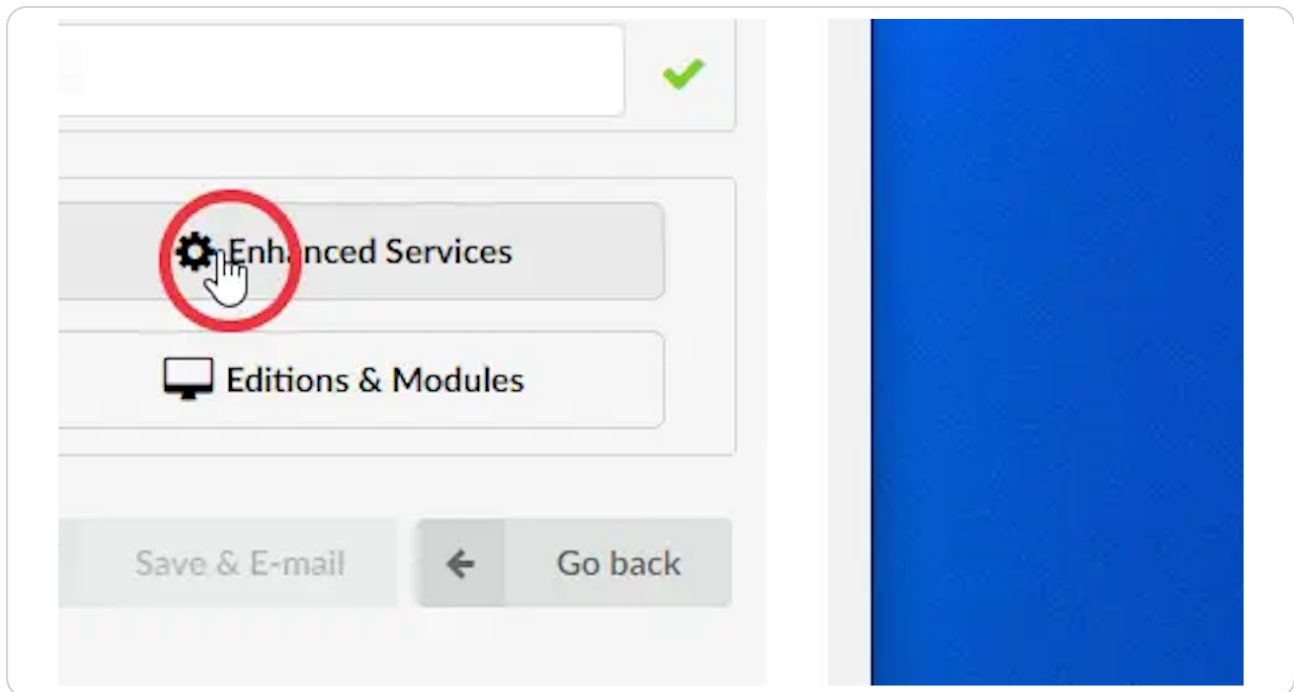 Enhanced Services
Editions & Modules
Save & E-mail
Go back